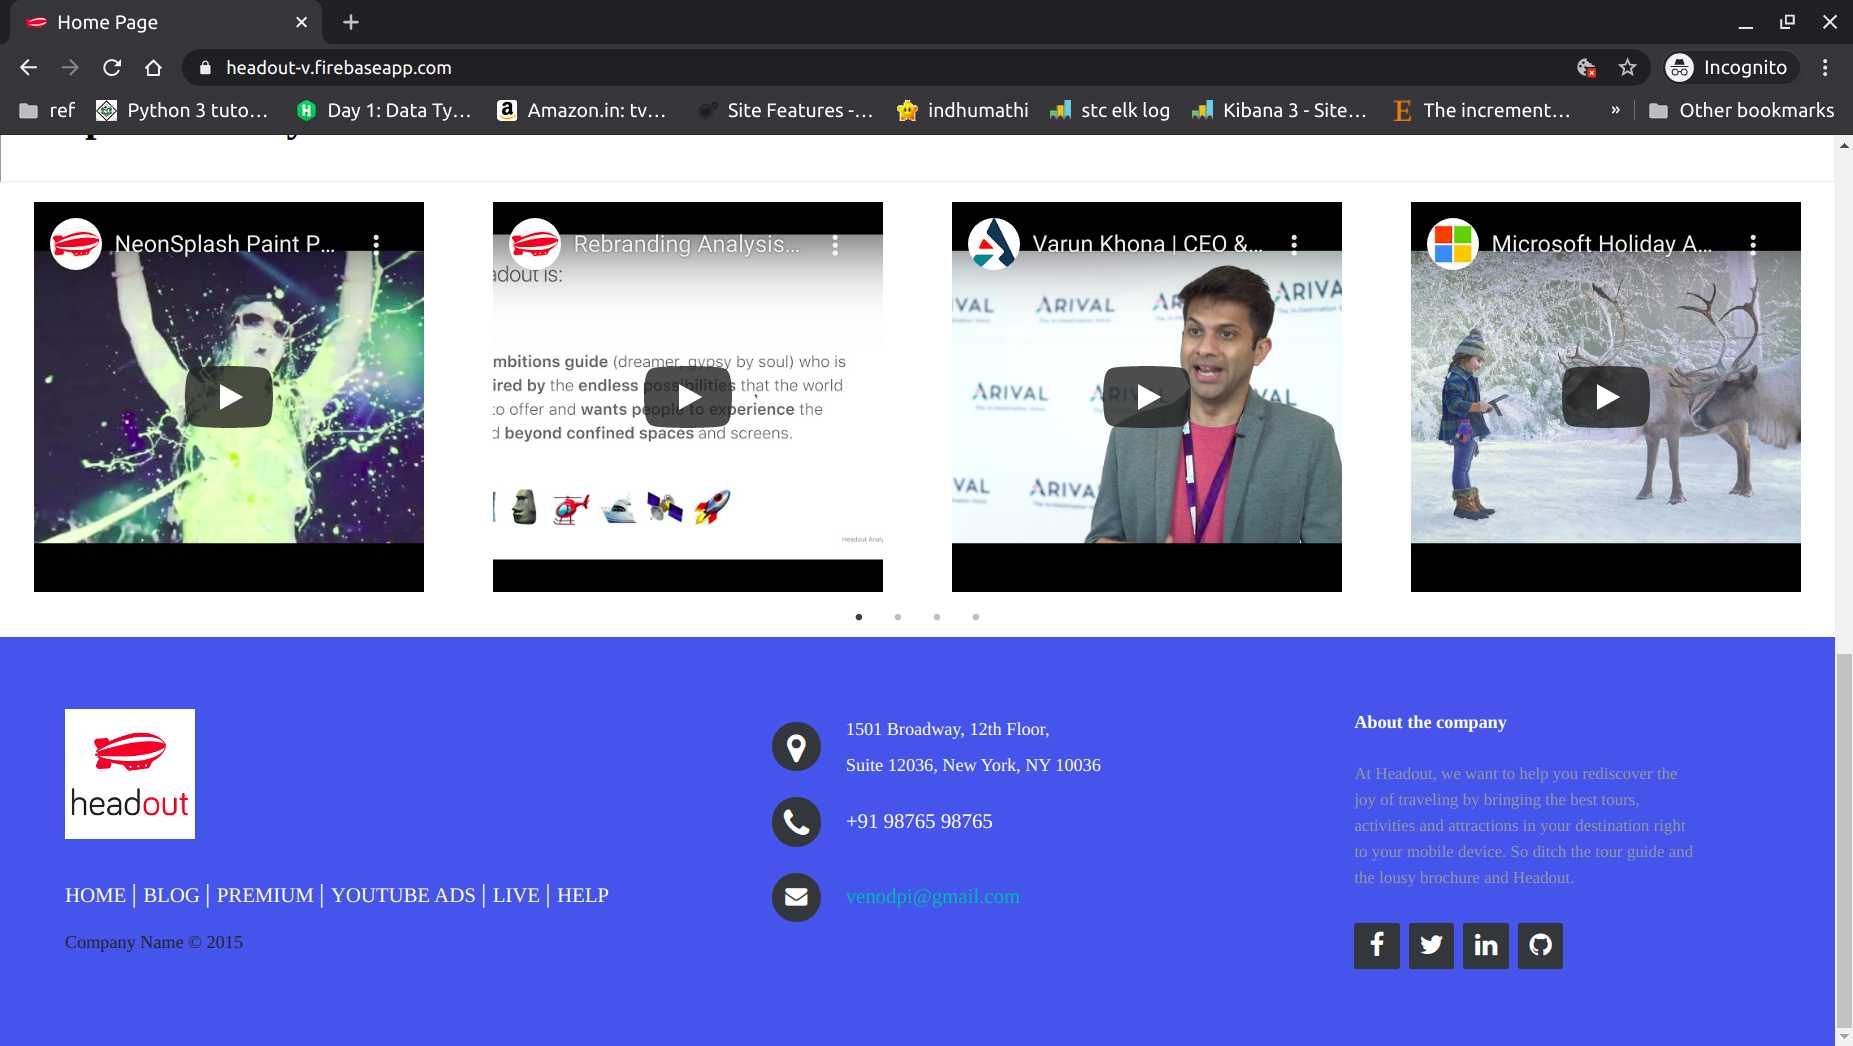 Home Page
headout-v.firebaseapp.com
Incognito
ref
Python 3 tuto...
Day 1: Data Ty...
Amazon.in: tv...
Site Features -...
indhumathi
stc elk log
Kibana 3 - Site...
The increment...
»
Other bookmarks
NeonSplash Paint P...
Rebranding Analysis...
adout is:
mbitions guide (dreamer, gypsy by soul) who is
ired by the endless possibilities that the world
to offer and wants people to experience the
d beyond confined spaces and screens.
Headout Analy
Varun Khona | CEO &...
ARIVAL
ARIVAL
ARIVAL
ARIVAL
Microsoft Holiday A...
headout
HOME | BLOG | PREMIUM | YOUTUBE ADS | LIVE | HELP
Company Name © 2015
1501 Broadway, 12th Floor,
Suite 12036, New York, NY 10036
+91 98765 98765
venodpi@gmail.com
About the company
At Headout, we want to help you rediscover the
joy of traveling by bringing the best tours,
activities and attractions in your destination right
to your mobile device. So ditch the tour guide and
the lousy brochure and Headout.